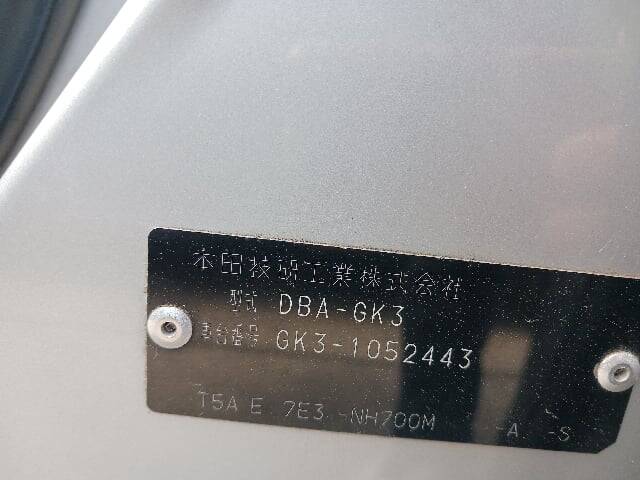 本田技研工業株式会社
型式 DBA-GK3
車台番号 GK3-1052443
T5A E 7E3 -NH700M -A -S